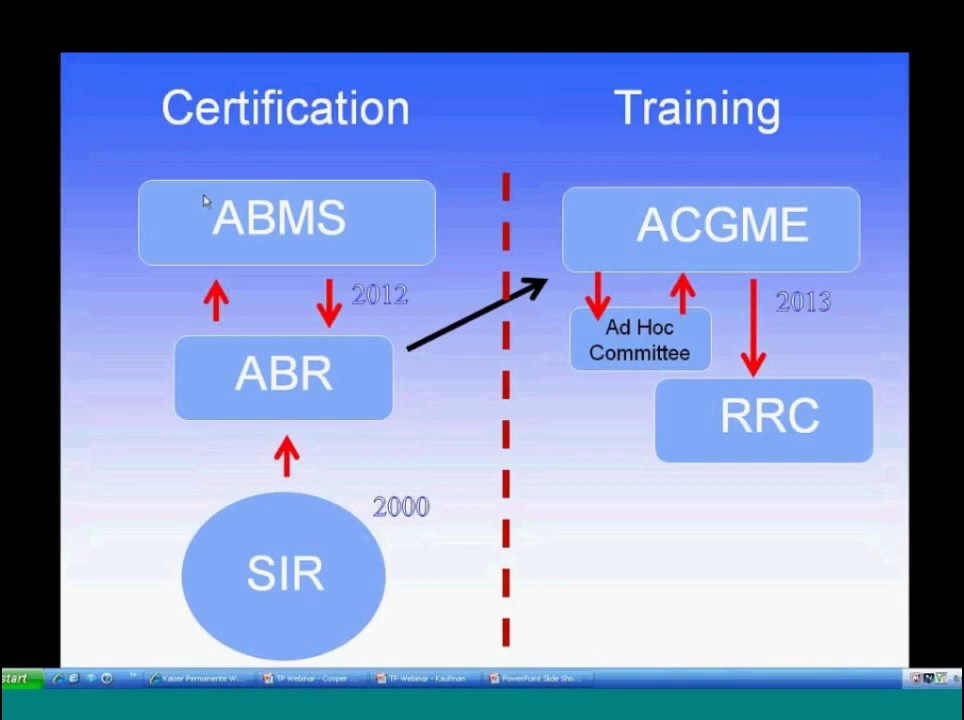 Certification
Training
ABMS
ACGME
2012
2013
Ad Hoc
Committee
ABR
RRC
2000
SIR
start
Kaiser Permanente W...
TP Webinar - Cooper ...
TP Webinar - Kaufman
PowerPoint Slide Sho...